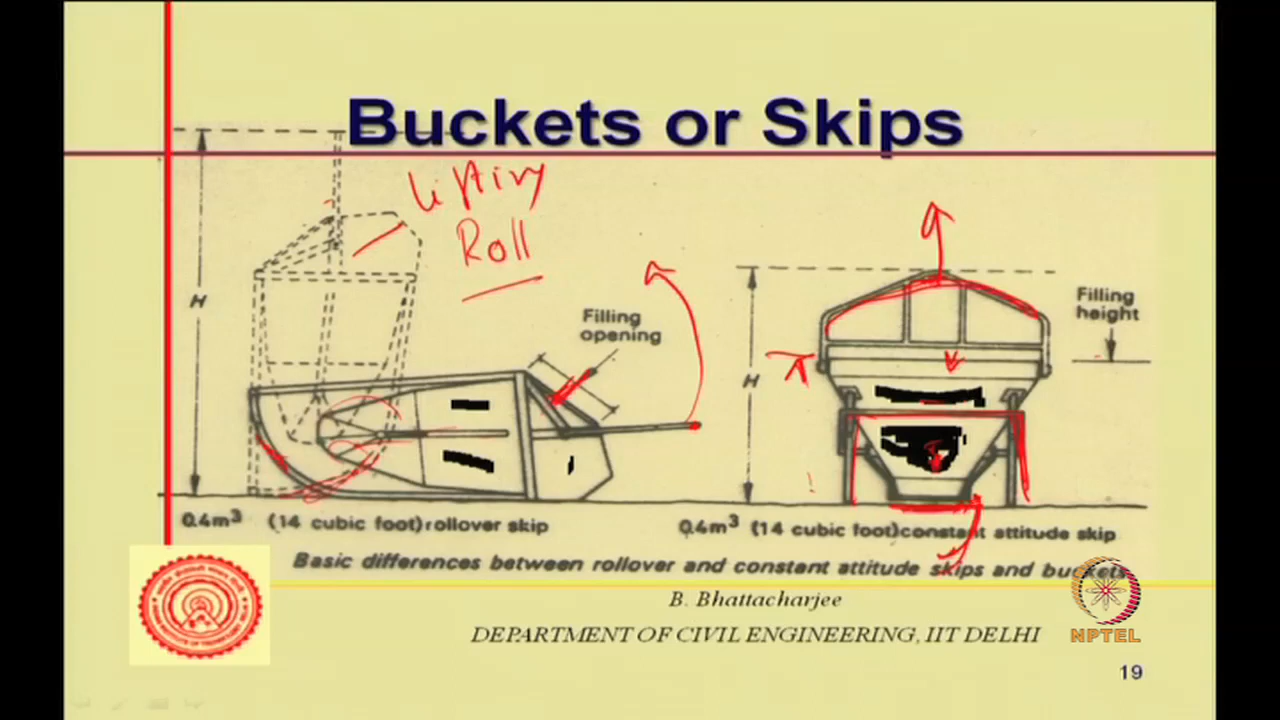 Buckets or Skips
Lifting
Roll
H
Filling
opening
Filling
height
H
0.4m³ (14 cubic foot) rollover skip
0.4m³ (14 cubic foot) constant attitude skip
Basic differences between rollover and constant attitude skips and buckets
B. Bhattacharjee
DEPARTMENT OF CIVIL ENGINEERING, IIT DELHI
NPTEL
19